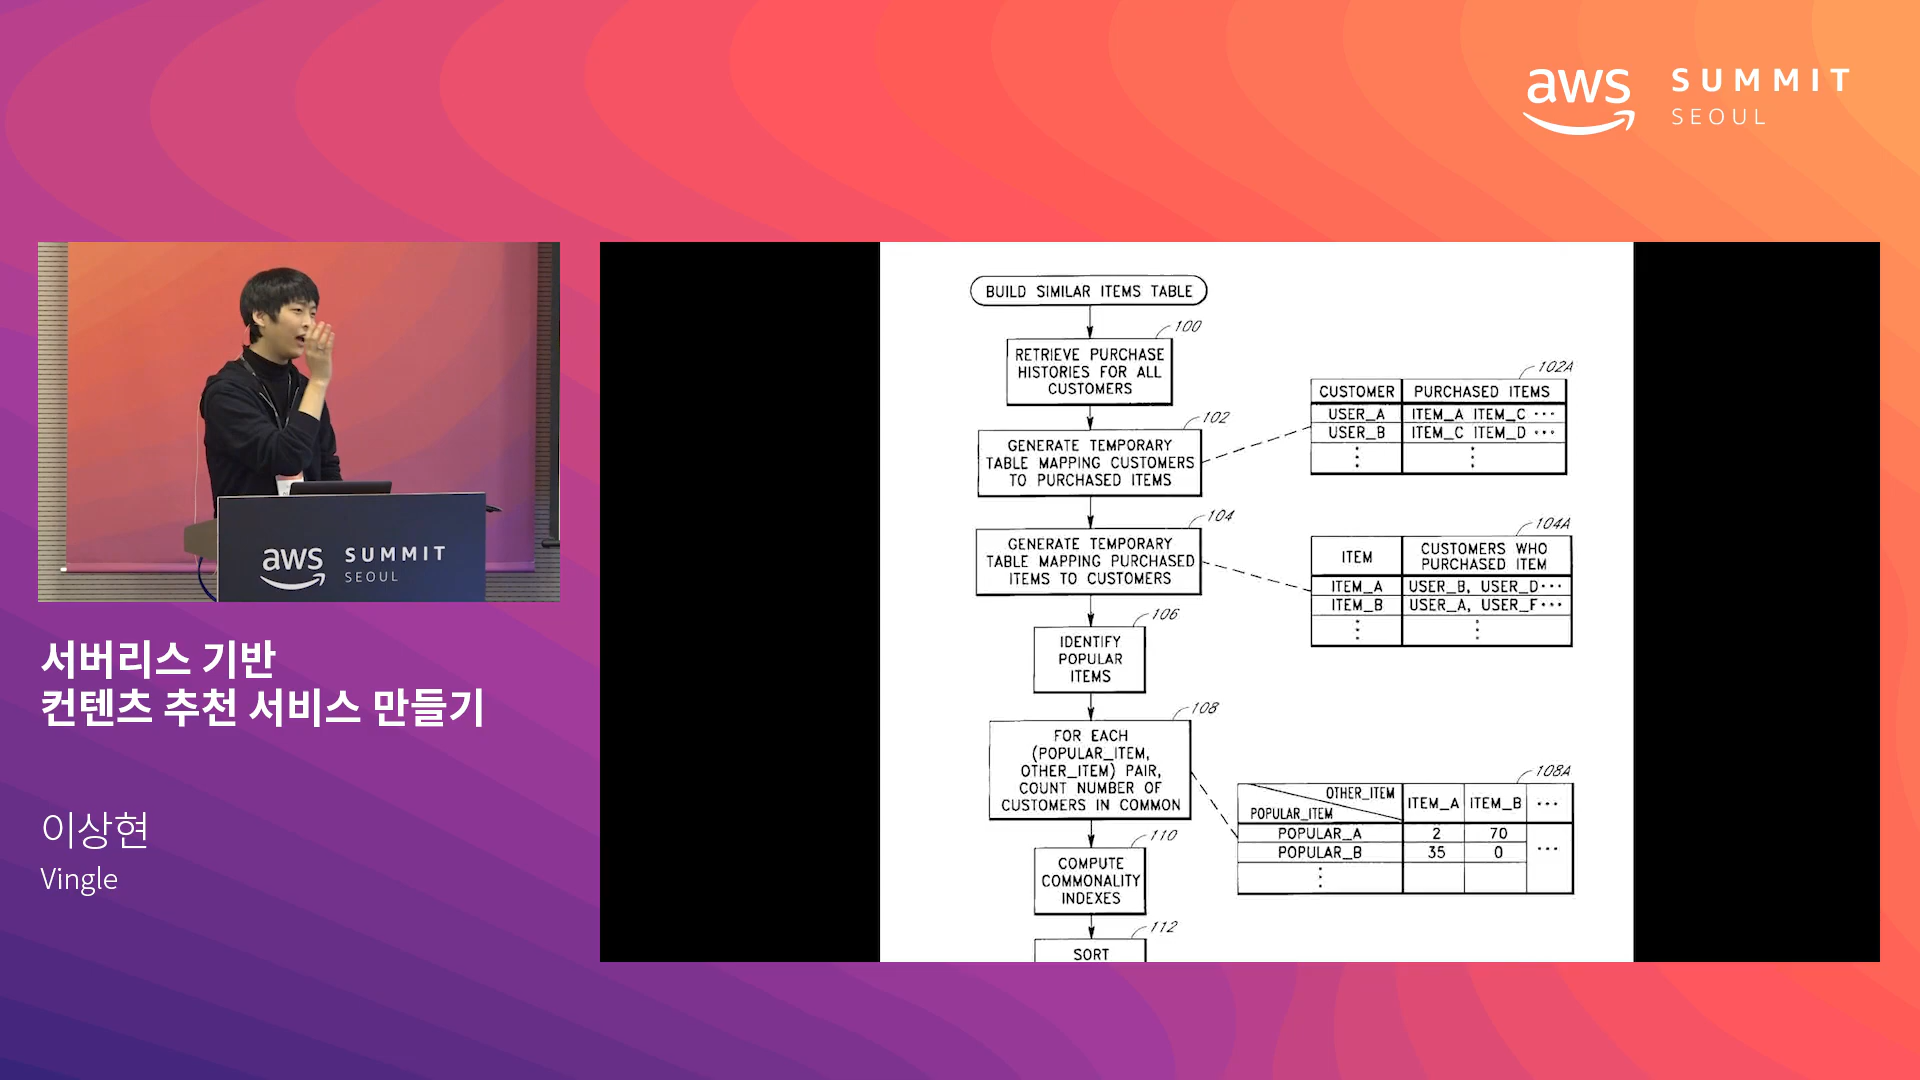 aws SUMMIT
SEOUL
aws SUMMIT
SEOUL
서버리스 기반
컨텐츠 추천 서비스 만들기
이상현
Vingle
BUILD SIMILAR ITEMS TABLE
100
RETRIEVE PURCHASE
HISTORIES FOR ALL
CUSTOMERS
102
GENERATE TEMPORARY
TABLE MAPPING CUSTOMERS
TO PURCHASED ITEMS
102A
CUSTOMER PURCHASED ITEMS
USER_A ITEM_A ITEM_C ···
USER_B ITEM_C ITEM_D ···
104
GENERATE TEMPORARY
TABLE MAPPING PURCHASED
ITEMS TO CUSTOMERS
104A
ITEM CUSTOMERS WHO
PURCHASED ITEM
ITEM_A USER_B, USER_D···
ITEM_B USER_A, USER_F···
106
IDENTIFY
POPULAR
ITEMS
108
FOR EACH
(POPULAR_ITEM,
OTHER_ITEM) PAIR,
COUNT NUMBER OF
CUSTOMERS IN COMMON
108A
OTHER_ITEM ITEM_A ITEM_B ···
POPULAR_ITEM
POPULAR_A 2 70
POPULAR_B 35 0 ···
110
COMPUTE
COMMONALITY
INDEXES
112
SORT